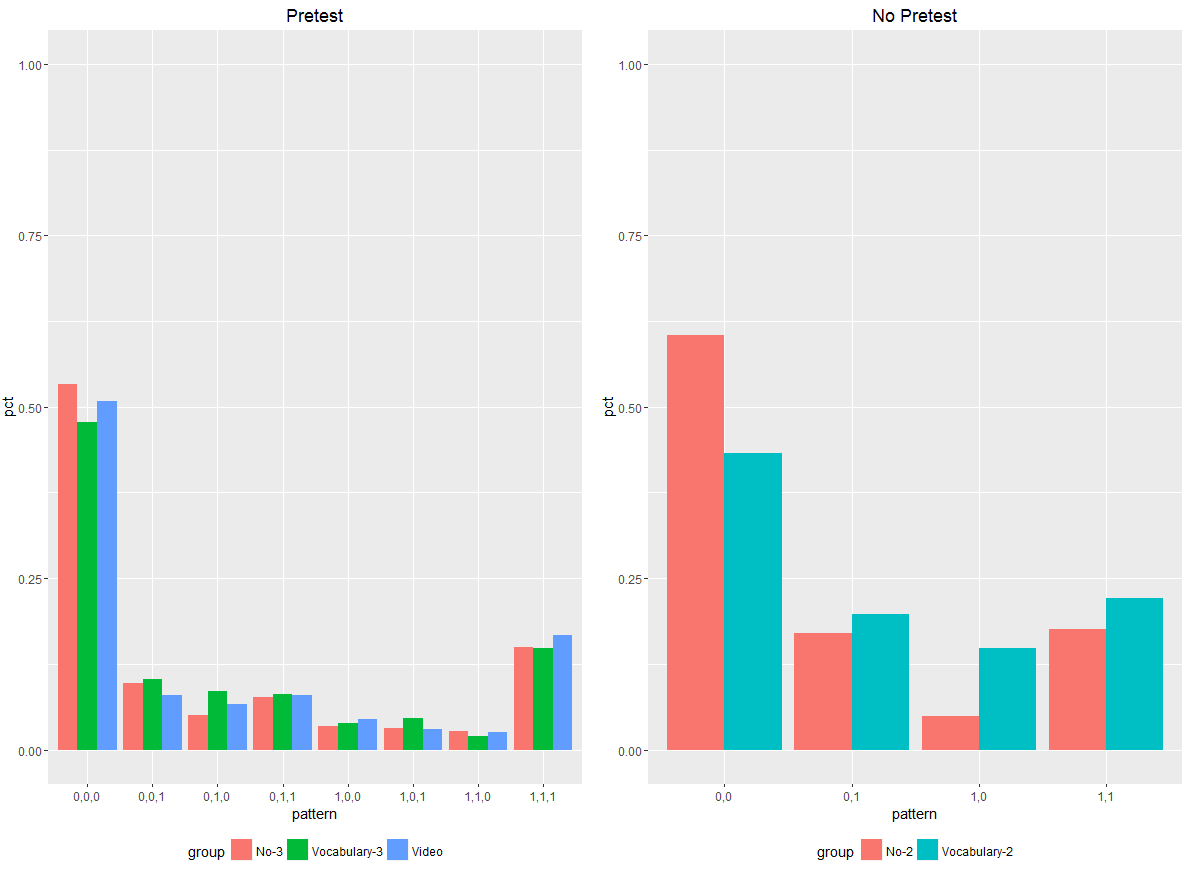 Pretest
pct
1.00
0.75
0.50
0.25
0.00
0,0,0 0,0,1 0,1,0 0,1,1 1,0,0 1,0,1 1,1,0 1,1,1
pattern
group No-3 Vocabulary-3 Video
No Pretest
pct
1.00
0.75
0.50
0.25
0.00
0,0 0,1 1,0 1,1
pattern
group No-2 Vocabulary-2